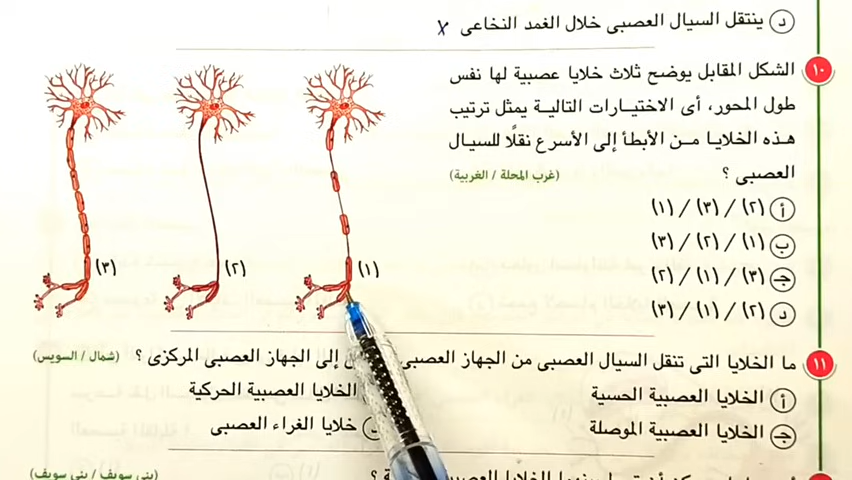 د ينتقل السيال العصبى خلال الغمد النخاعى X
١٠ الشكل المقابل يوضح ثلاث خلايا عصبية لها نفس
طول المحور، أى الاختيارات التالية يمثل ترتيب
هذه الخلايا من الأبطأ إلى الأسرع نقلًا للسيال
العصبى ؟ (غرب المحلة / الغربية)
أ (٢) / (٣) / (١)
ب (١) / (٢) / (٣)
جـ (٣) / (١) / (٢)
د (٢) / (١) / (٣)
(١) (٢) (٣)
١١ ما الخلايا التى تنقل السيال العصبى من الجهاز العصبى إلى الجهاز العصبى المركزى ؟ (شمال / السويس)
أ الخلايا العصبية الحسية الخلايا العصبية الحركية
جـ الخلايا العصبية الموصلة خلايا الغراء العصبى
(بنى سويف / بنى سويف)